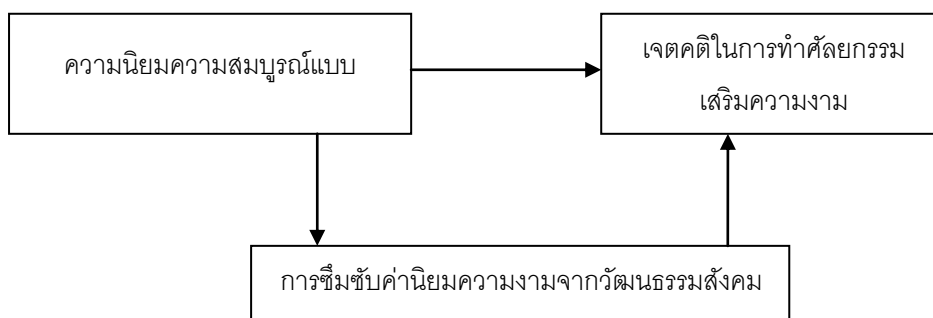 ความนิยมความสมบูรณ์แบบ
เจตคติในการทำศัลยกรรม
เสริมความงาม
การซึมซับค่านิยมความงามจากวัฒนธรรมสังคม